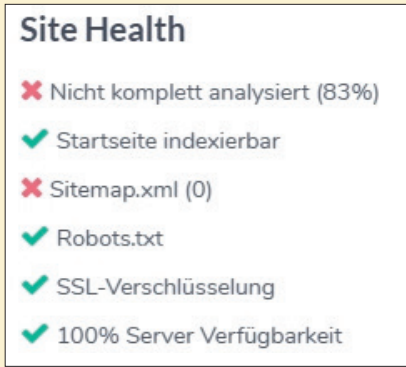 Site Health
Nicht komplett analysiert (83%)
Startseite indexierbar
Sitemap.xml (0)
Robots.txt
SSL-Verschlüsselung
100% Server Verfügbarkeit